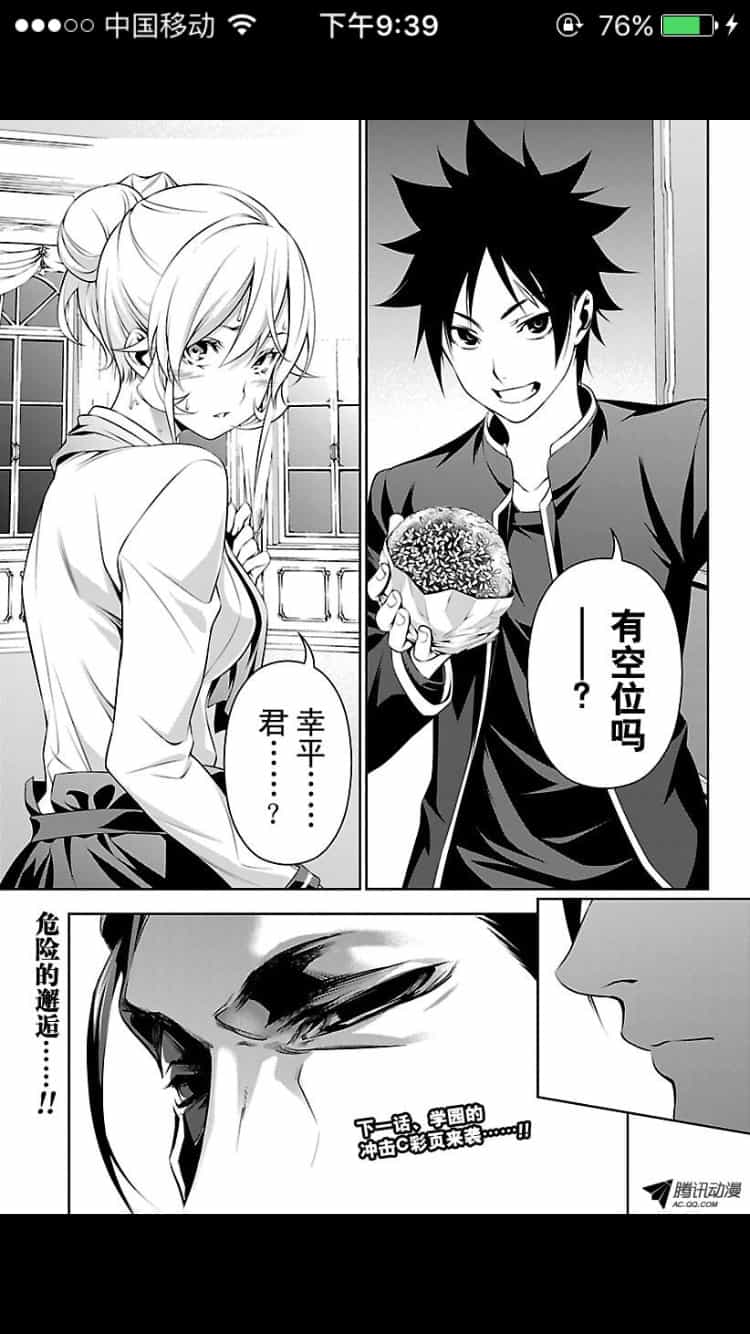 中国移动
下午9:39
76%
有空位吗
——?
幸平……
君……?
危险的邂逅……!!
下一话、学园的
冲击C彩页来袭……!!
腾讯动漫
AC.QQ.COM